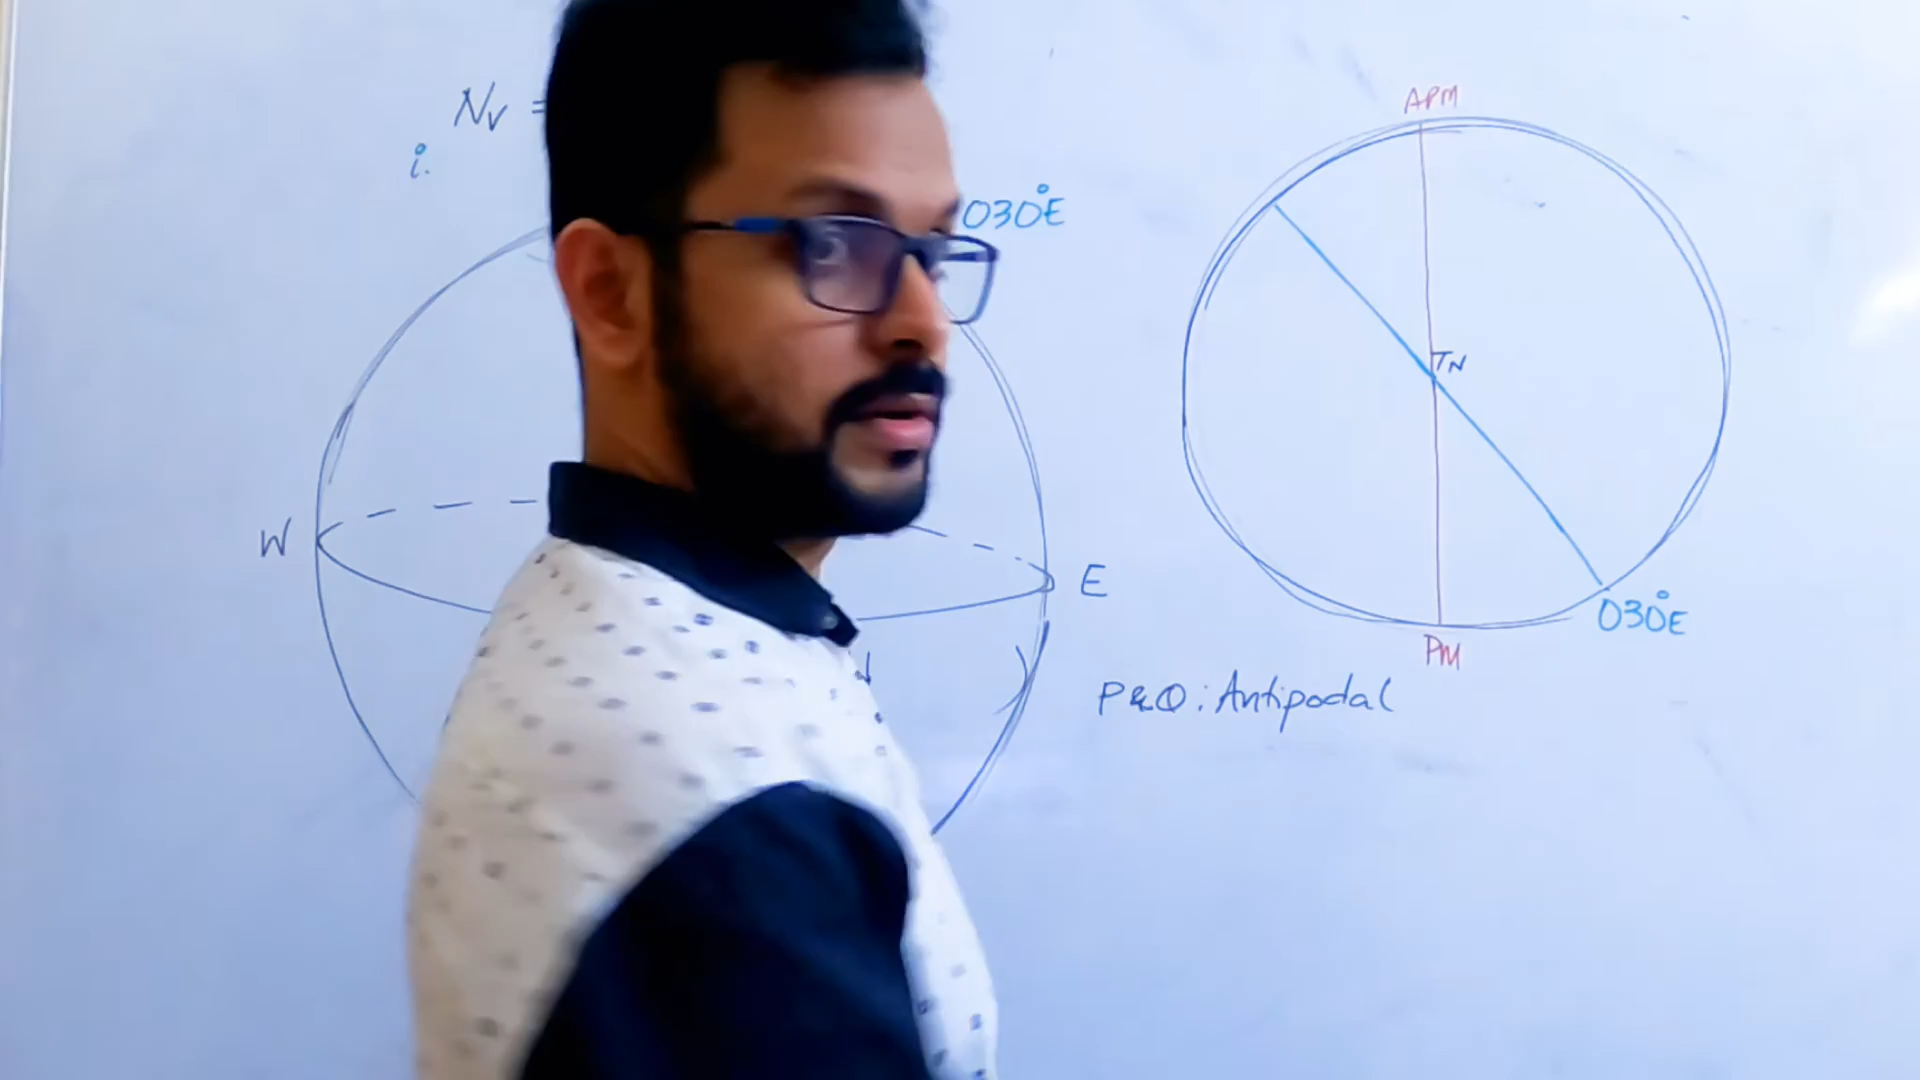 APM
Nv =
i.
030°E
TN
W
E
030°E
PM
P&Q : Antipodal